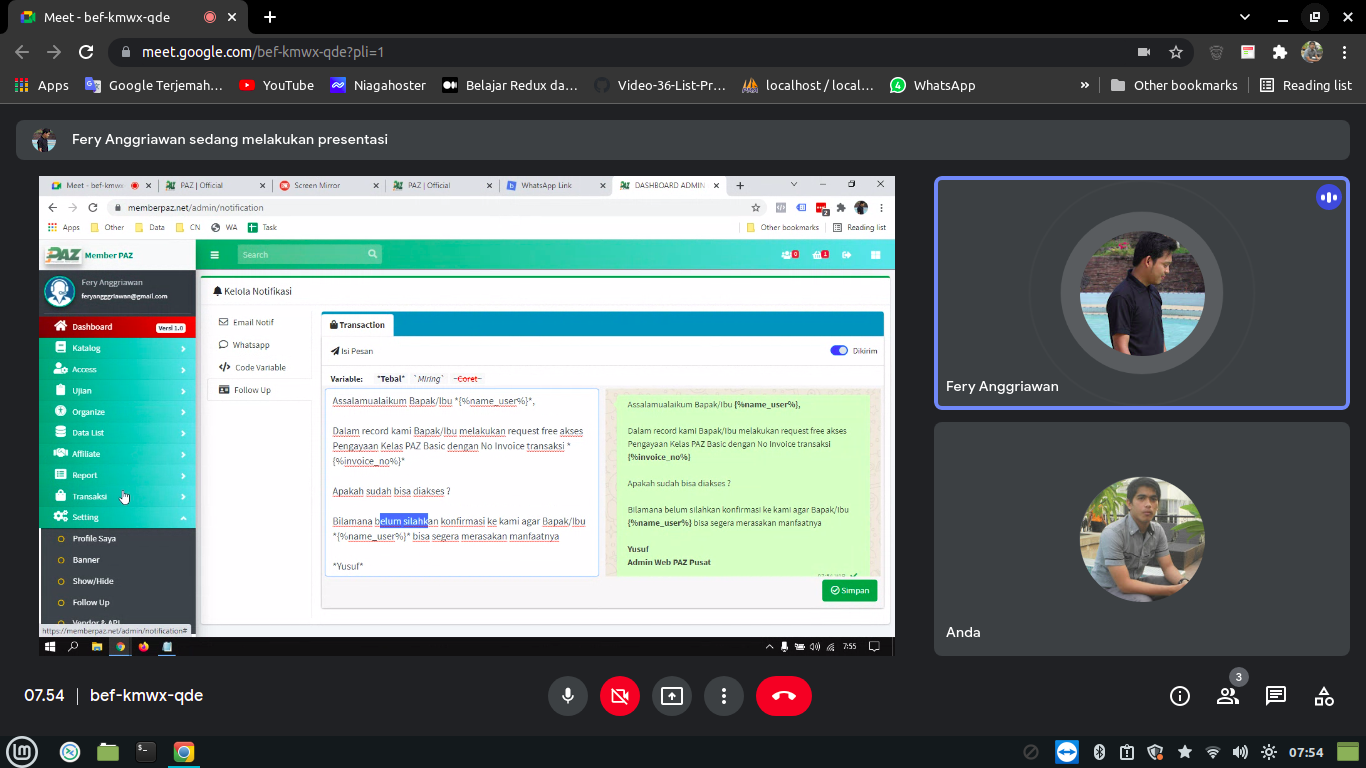 Meet - bef-kmwx-qde
meet.google.com/bef-kmwx-qde?pli=1
Apps
Google Terjemah...
YouTube
Niagahoster
Belajar Redux da...
Video-36-List-Pr...
localhost / local...
WhatsApp
»
Other bookmarks
Reading list
Fery Anggriawan sedang melakukan presentasi
Meet - bef-kmwx
PAZ | Official
Screen Mirror
PAZ | Official
WhatsApp Link
DASHBOARD ADMIN
memberpaz.net/admin/notification
2
Apps
Other
Data
CN
WA
Task
Other bookmarks
Reading list
PAZ
Member PAZ
Search
0
1
Fery Anggriawan
feryangggriawan@gmail.com
Dashboard
Versi 1.0
Katalog
Access
Ujian
Organize
Data List
Affiliate
Report
Transaksi
Setting
Profile Saya
Banner
Show/Hide
Follow Up
Vendor & API
https://memberpaz.net/admin/notification#
Kelola Notifikasi
Email Notif
Whatsapp
Code Variable
Follow Up
Transaction
Isi Pesan
Dikirim
Variable:
*Tebal*
`Miring`
~Coret~
Assalamualaikum Bapak/Ibu *{%name_user%}*,
Dalam record kami Bapak/Ibu melakukan request free akses
Pengayaan Kelas PAZ Basic dengan No Invoice transaksi *
{%invoice_no%}*
Apakah sudah bisa diakses ?
Bilamana belum silahkan konfirmasi ke kami agar Bapak/Ibu
*{%name_user%}* bisa segera merasakan manfaatnya
*Yusuf*
Assalamualaikum Bapak/Ibu {%name_user%},
Dalam record kami Bapak/Ibu melakukan request free akses
Pengayaan Kelas PAZ Basic dengan No Invoice transaksi
{%invoice_no%}
Apakah sudah bisa diakses ?
Bilamana belum silahkan konfirmasi ke kami agar Bapak/Ibu
{%name_user%} bisa segera merasakan manfaatnya
Yusuf
Admin Web PAZ Pusat
Simpan
7:55
Fery Anggriawan
Anda
07.54
bef-kmwx-qde
3
07:54